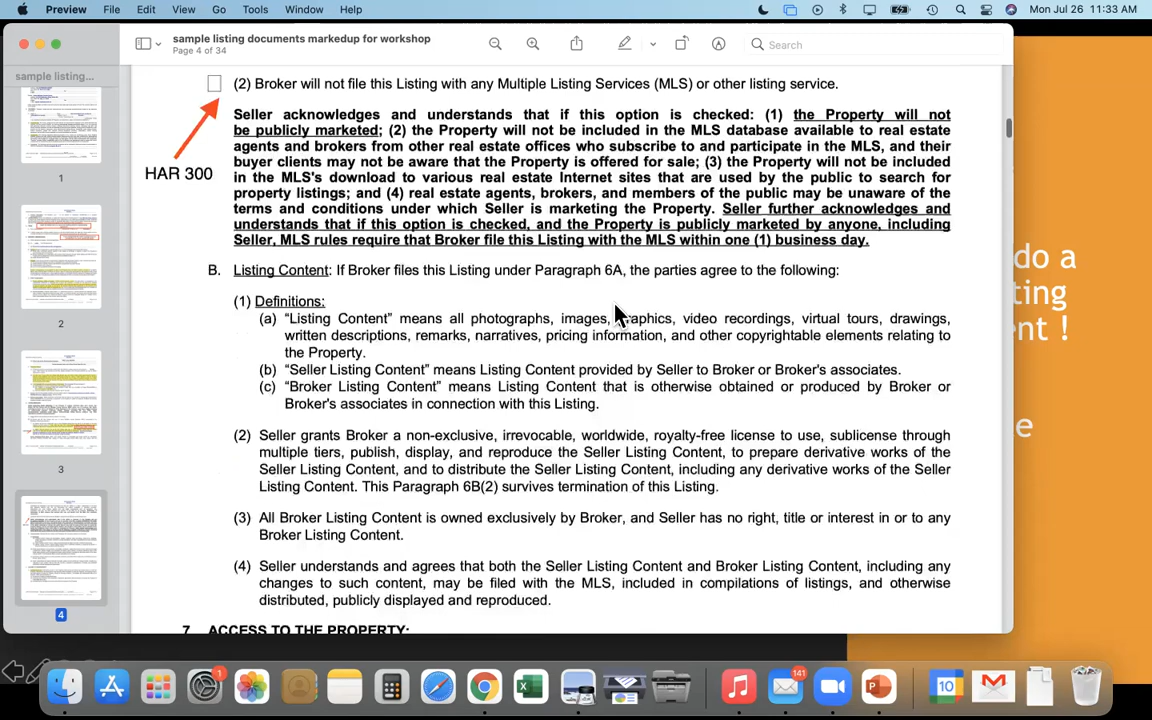 Preview File Edit View Go Tools Window Help Mon Jul 26 11:33 AM
sample listing documents markedup for workshop
Page 4 of 34
Search
sample listing...
1
2
3
4
(2) Broker will not file this Listing with any Multiple Listing Services (MLS) or other listing service.
Seller acknowledges and understands that if this option is checked: (1) the Property will not
be publicly marketed; (2) the Property will not be included in the MLS database available to real estate
agents and brokers from other real estate offices who subscribe to and participate in the MLS, and their
buyer clients may not be aware that the Property is offered for sale; (3) the Property will not be included
in the MLS's download to various real estate Internet sites that are used by the public to search for
property listings; and (4) real estate agents, brokers, and members of the public may be unaware of the
terms and conditions under which Seller is marketing the Property. Seller further acknowledges and
understands that if this option is checked, and the Property is publicly marketed by anyone, including
Seller, MLS rules require that Broker file this Listing with the MLS within one (1) business day.
HAR 300
B. Listing Content: If Broker files this Listing under Paragraph 6A, the parties agree to the following:
(1) Definitions:
(a) “Listing Content” means all photographs, images, graphics, video recordings, virtual tours, drawings,
written descriptions, remarks, narratives, pricing information, and other copyrightable elements relating to
the Property.
(b) “Seller Listing Content” means Listing Content provided by Seller to Broker or Broker's associates.
(c) “Broker Listing Content” means Listing Content that is otherwise obtained or produced by Broker or
Broker's associates in connection with this Listing.
(2) Seller grants Broker a non-exclusive, irrevocable, worldwide, royalty-free license to use, sublicense through
multiple tiers, publish, display, and reproduce the Seller Listing Content, to prepare derivative works of the
Seller Listing Content, and to distribute the Seller Listing Content, including any derivative works of the Seller
Listing Content. This Paragraph 6B(2) survives termination of this Listing.
(3) All Broker Listing Content is owned exclusively by Broker, and Seller has no right, title or interest in or to any
Broker Listing Content.
(4) Seller understands and agrees that both the Seller Listing Content and Broker Listing Content, including any
changes to such content, may be filed with the MLS, included in compilations of listings, and otherwise
distributed, publicly displayed and reproduced.
7. ACCESS TO THE PROPERTY:
do a
ting
nt !
e
1
141
10